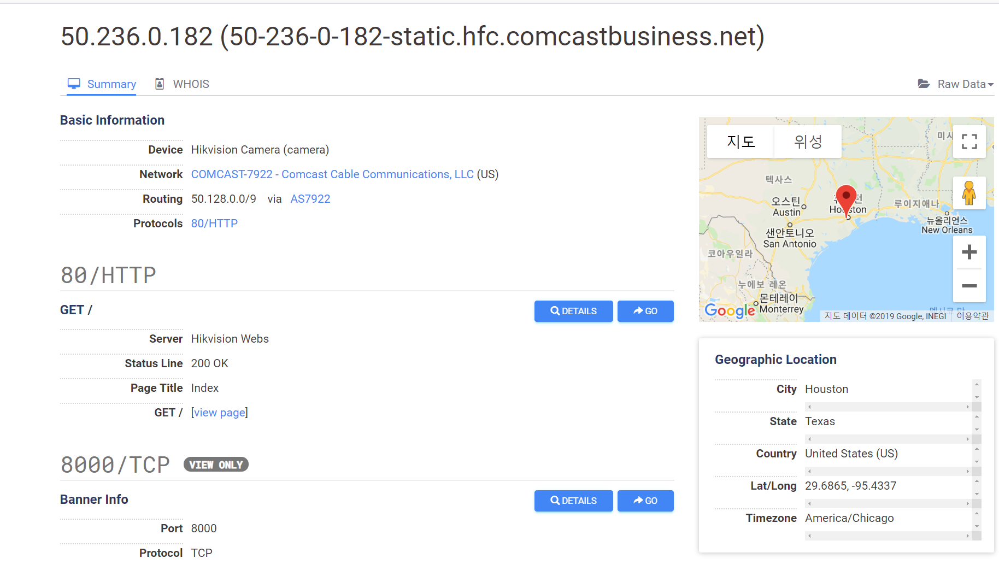 50.236.0.182 (50-236-0-182-static.hfc.comcastbusiness.net)
Summary
WHOIS
Raw Data
Basic Information
Device Hikvision Camera (camera)
Network COMCAST-7922 - Comcast Cable Communications, LLC (US)
Routing 50.128.0.0/9 via AS7922
Protocols 80/HTTP
80/HTTP
GET /
DETAILS
GO
Server Hikvision Webs
Status Line 200 OK
Page Title Index
GET / [view page]
8000/TCP VIEW ONLY
Banner Info
DETAILS
GO
Port 8000
Protocol TCP
지도
위성
미시
텍사스
오스틴
Austin
턴
Houston
루이지애나
뉴올리언스
New Orleans
샌안토니오
San Antonio
코아우일라
누에보 레온
몬테레이
Monterrey
Google
지도 데이터 ©2019 Google, INEGI
이용약관
Geographic Location
City Houston
State Texas
Country United States (US)
Lat/Long 29.6865, -95.4337
Timezone America/Chicago